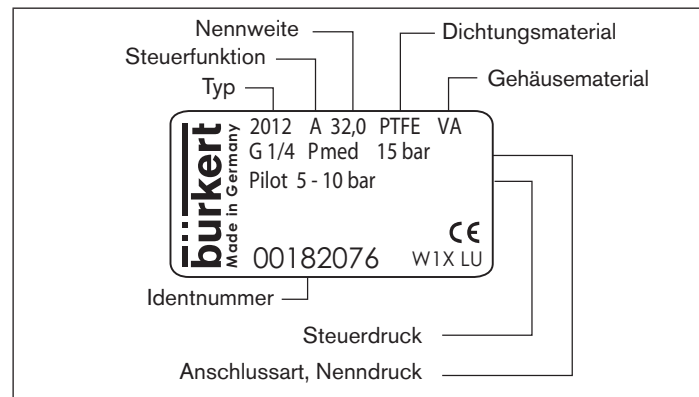 Nennweite
Dichtungsmaterial
Steuerfunktion
Gehäusematerial
Typ
bürkert
Made in Germany
2012 A 32,0 PTFE VA
G 1/4 Pmed 15 bar
Pilot 5 - 10 bar
CE
00182076 W1X LU
Identnummer
Steuerdruck
Anschlussart, Nenndruck